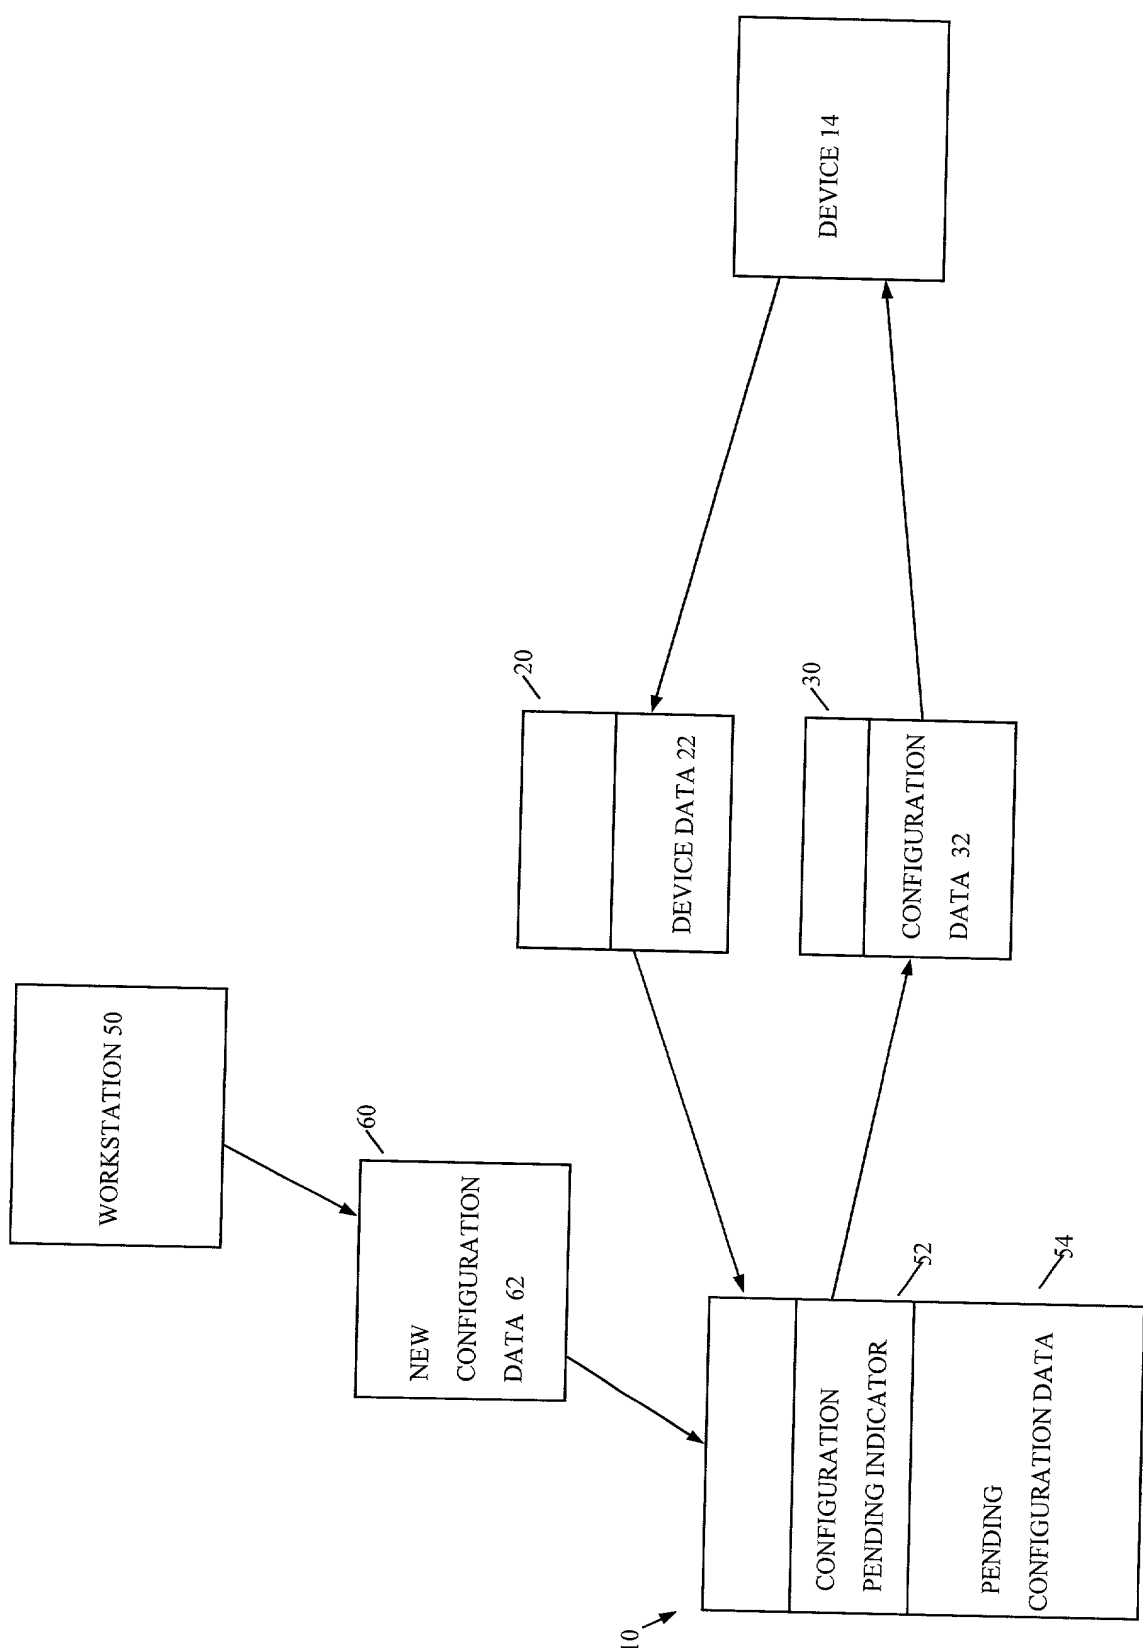 WORKSTATION 50
60
NEW
CONFIGURATION
DATA 62
10
CONFIGURATION
PENDING INDICATOR
52
PENDING
CONFIGURATION DATA
54
20
DEVICE DATA 22
30
CONFIGURATION
DATA 32
DEVICE 14